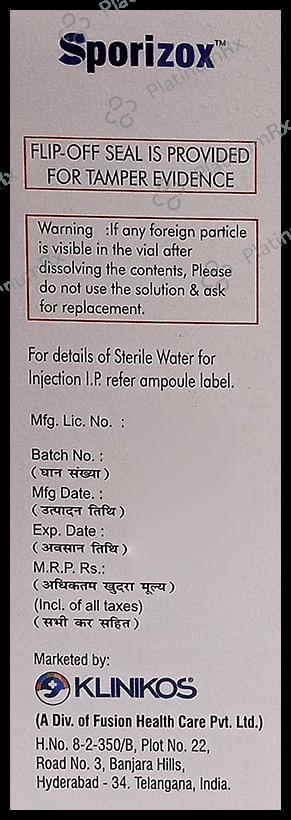 Sporizox™
FLIP-OFF SEAL IS PROVIDED
FOR TAMPER EVIDENCE
Warning :If any foreign particle
is visible in the vial after
dissolving the contents, Please
do not use the solution & ask
for replacement.
For details of Sterile Water for
Injection I.P. refer ampoule label.
Mfg. Lic. No. :
Batch No. :
(घान संख्या)
Mfg Date. :
(उत्पादन तिथि)
Exp. Date :
(अवसान तिथि)
M.R.P. Rs.:
(अधिकतम खुदरा मूल्य)
(Incl. of all taxes)
(सभी कर सहित)
Marketed by:
KLINIKOS®
(A Div. of Fusion Health Care Pvt. Ltd.)
H.No. 8-2-350/B, Plot No. 22,
Road No. 3, Banjara Hills,
Hyderabad - 34. Telangana, India.
PlatinumRx
PlatinumRx